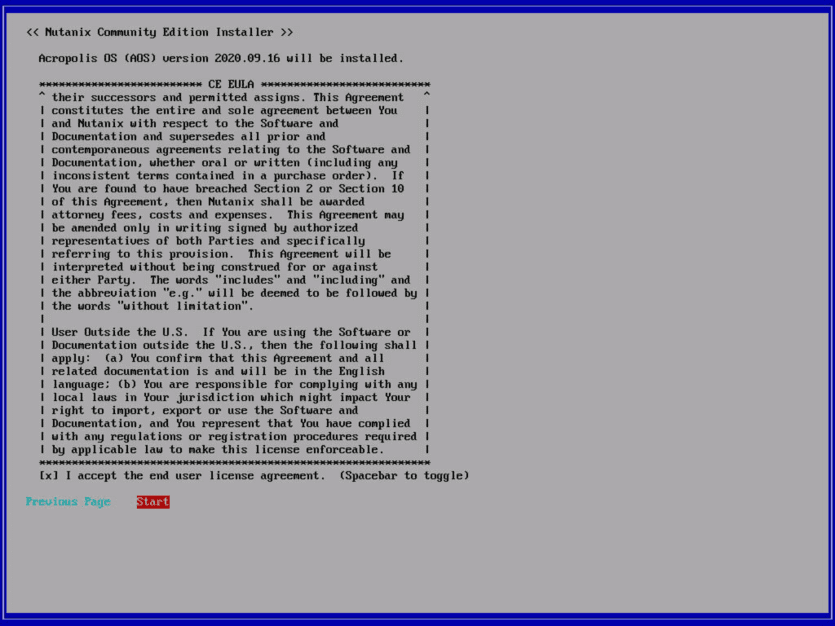 << Nutanix Community Edition Installer >>
Acropolis OS (AOS) version 2020.09.16 will be installed.
************************* CE EULA **************************
^ their successors and permitted assigns. This Agreement ^
| constitutes the entire and sole agreement between You |
| and Nutanix with respect to the Software and |
| Documentation and supersedes all prior and |
| contemporaneous agreements relating to the Software and |
| Documentation, whether oral or written (including any |
| inconsistent terms contained in a purchase order). If |
| You are found to have breached Section 2 or Section 10 |
| of this Agreement, then Nutanix shall be awarded |
| attorney fees, costs and expenses. This Agreement may |
| be amended only in writing signed by authorized |
| representatives of both Parties and specifically |
| referring to this provision. This Agreement will be |
| interpreted without being construed for or against |
| either Party. The words "includes" and "including" and |
| the abbreviation "e.g." will be deemed to be followed by |
| the words "without limitation". |
| |
| User Outside the U.S. If You are using the Software or |
| Documentation outside the U.S., then the following shall |
| apply: (a) You confirm that this Agreement and all |
| related documentation is and will be in the English |
| language; (b) You are responsible for complying with any |
| local laws in Your jurisdiction which might impact Your |
| right to import, export or use the Software and |
| Documentation, and You represent that You have complied |
| with any regulations or registration procedures required |
| by applicable law to make this license enforceable. |
************************************************************
[x] I accept the end user license agreement. (Spacebar to toggle)
Previous Page Start